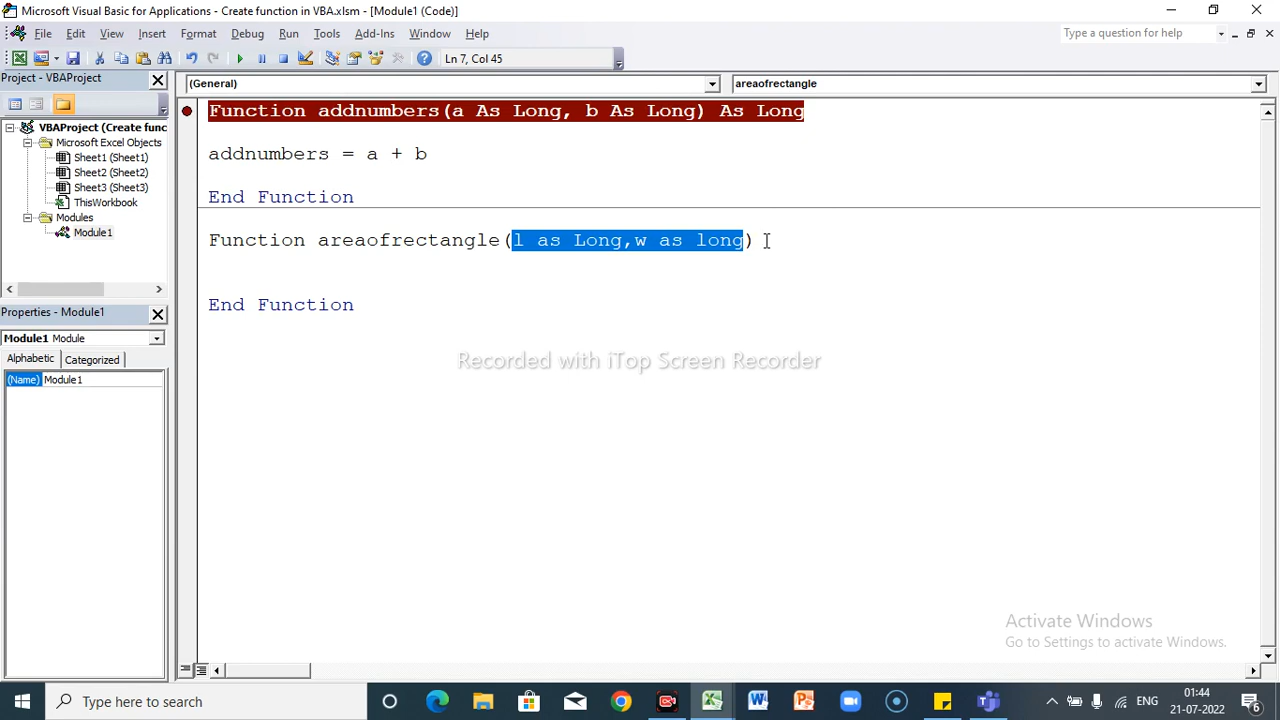 Microsoft Visual Basic for Applications - Create function in VBA.xlsm - [Module1 (Code)]
File Edit View Insert Format Debug Run Tools Add-Ins Window Help
Type a question for help
Ln 7, Col 45
Project - VBAProject
(General)
areaofrectangle
VBAProject (Create func
Microsoft Excel Objects
Sheet1 (Sheet1)
Sheet2 (Sheet2)
Sheet3 (Sheet3)
ThisWorkbook
Modules
Module1
Function addnumbers(a As Long, b As Long) As Long
addnumbers = a + b
End Function
Function areaofrectangle(l as Long,w as long)
End Function
Properties - Module1
Module1 Module
Alphabetic Categorized
(Name) Module1
Recorded with iTop Screen Recorder
Activate Windows
Go to Settings to activate Windows.
Type here to search
ENG
01:44
21-07-2022
6